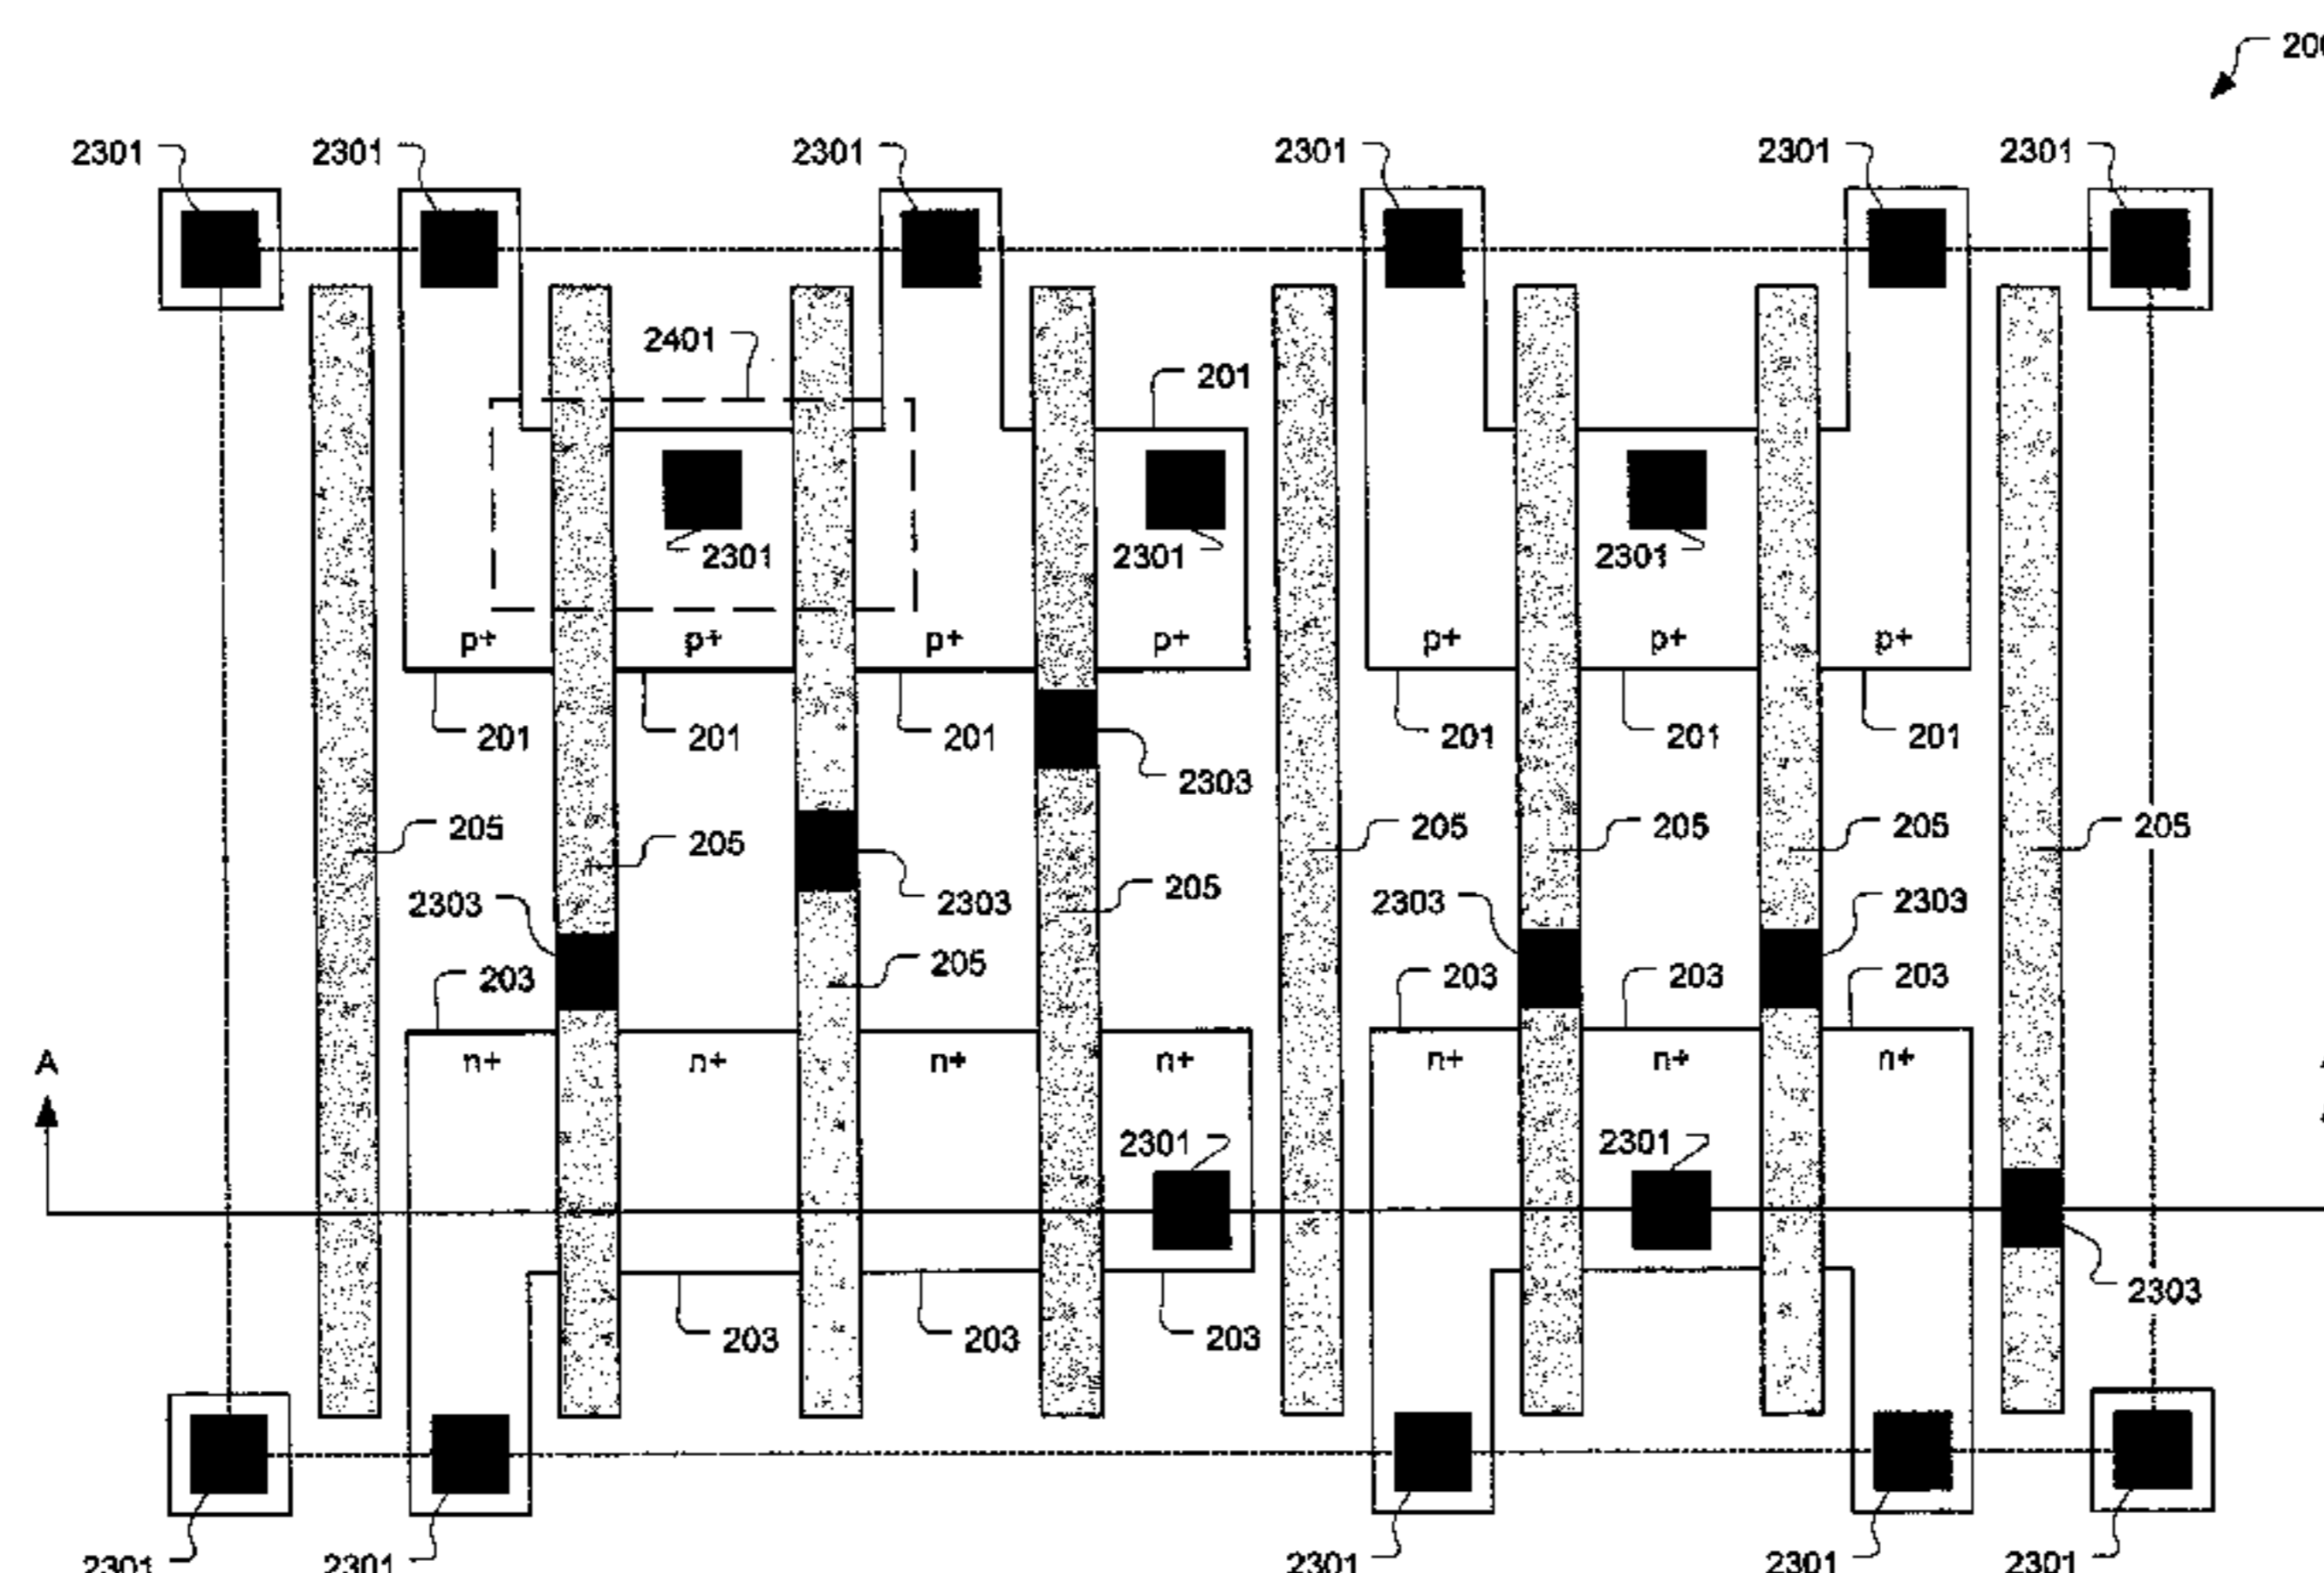 2301 2301 2301 2301 2301 2301
2401
201
2301 2301 2301
p+ p+ p+ p+ p+ p+ p+
201 201 201 201 201 201
2303
205 205 205 205 205 205
205
2303 2303 2303 2303
205
203 203 203 203
n+ n+ n+ n+ n+ n+ n+
A
2301 2301
2303
203 203 203
2301 2301 2301 2301 2301